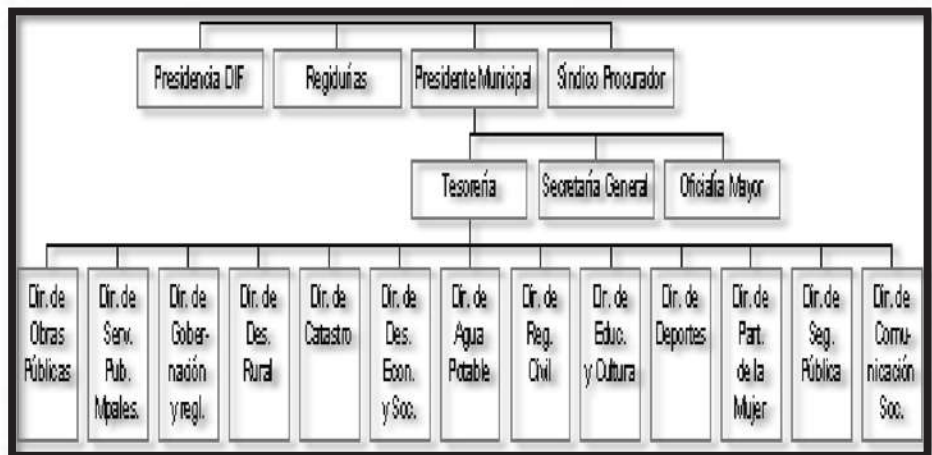 Presidencia DIF
Regidurías
Presidente Municipal
Síndico Procurador
Tesorería
Secretaría General
Oficialía Mayor
Dir. de
Obras
Públicas
Dir. de
Serv.
Pub.
Mpales.
Dir. de
Gober-
nación
y regl.
Dir. de
Des.
Rural
Dir. de
Catastro
Dir. de
Des.
Econ.
y Soc.
Dir. de
Agua
Potable
Dir. de
Reg.
Civil
Dir. de
Educ.
y Cultura
Dir. de
Deportes
Dir. de
Part.
de la
Mujer
Dir. de
Seg.
Pública
Dir. de
Comu-
nicación
Soc.